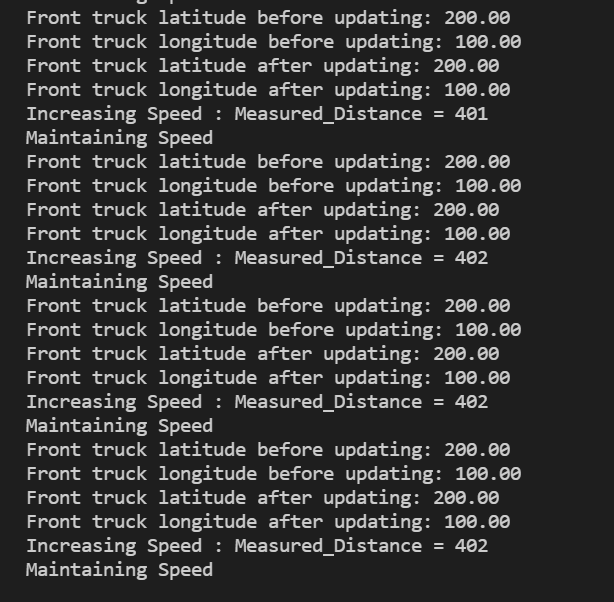 Front truck latitude before updating: 200.00
Front truck longitude before updating: 100.00
Front truck latitude after updating: 200.00
Front truck longitude after updating: 100.00
Increasing Speed : Measured_Distance = 401
Maintaining Speed
Front truck latitude before updating: 200.00
Front truck longitude before updating: 100.00
Front truck latitude after updating: 200.00
Front truck longitude after updating: 100.00
Increasing Speed : Measured_Distance = 402
Maintaining Speed
Front truck latitude before updating: 200.00
Front truck longitude before updating: 100.00
Front truck latitude after updating: 200.00
Front truck longitude after updating: 100.00
Increasing Speed : Measured_Distance = 402
Maintaining Speed
Front truck latitude before updating: 200.00
Front truck longitude before updating: 100.00
Front truck latitude after updating: 200.00
Front truck longitude after updating: 100.00
Increasing Speed : Measured_Distance = 402
Maintaining Speed